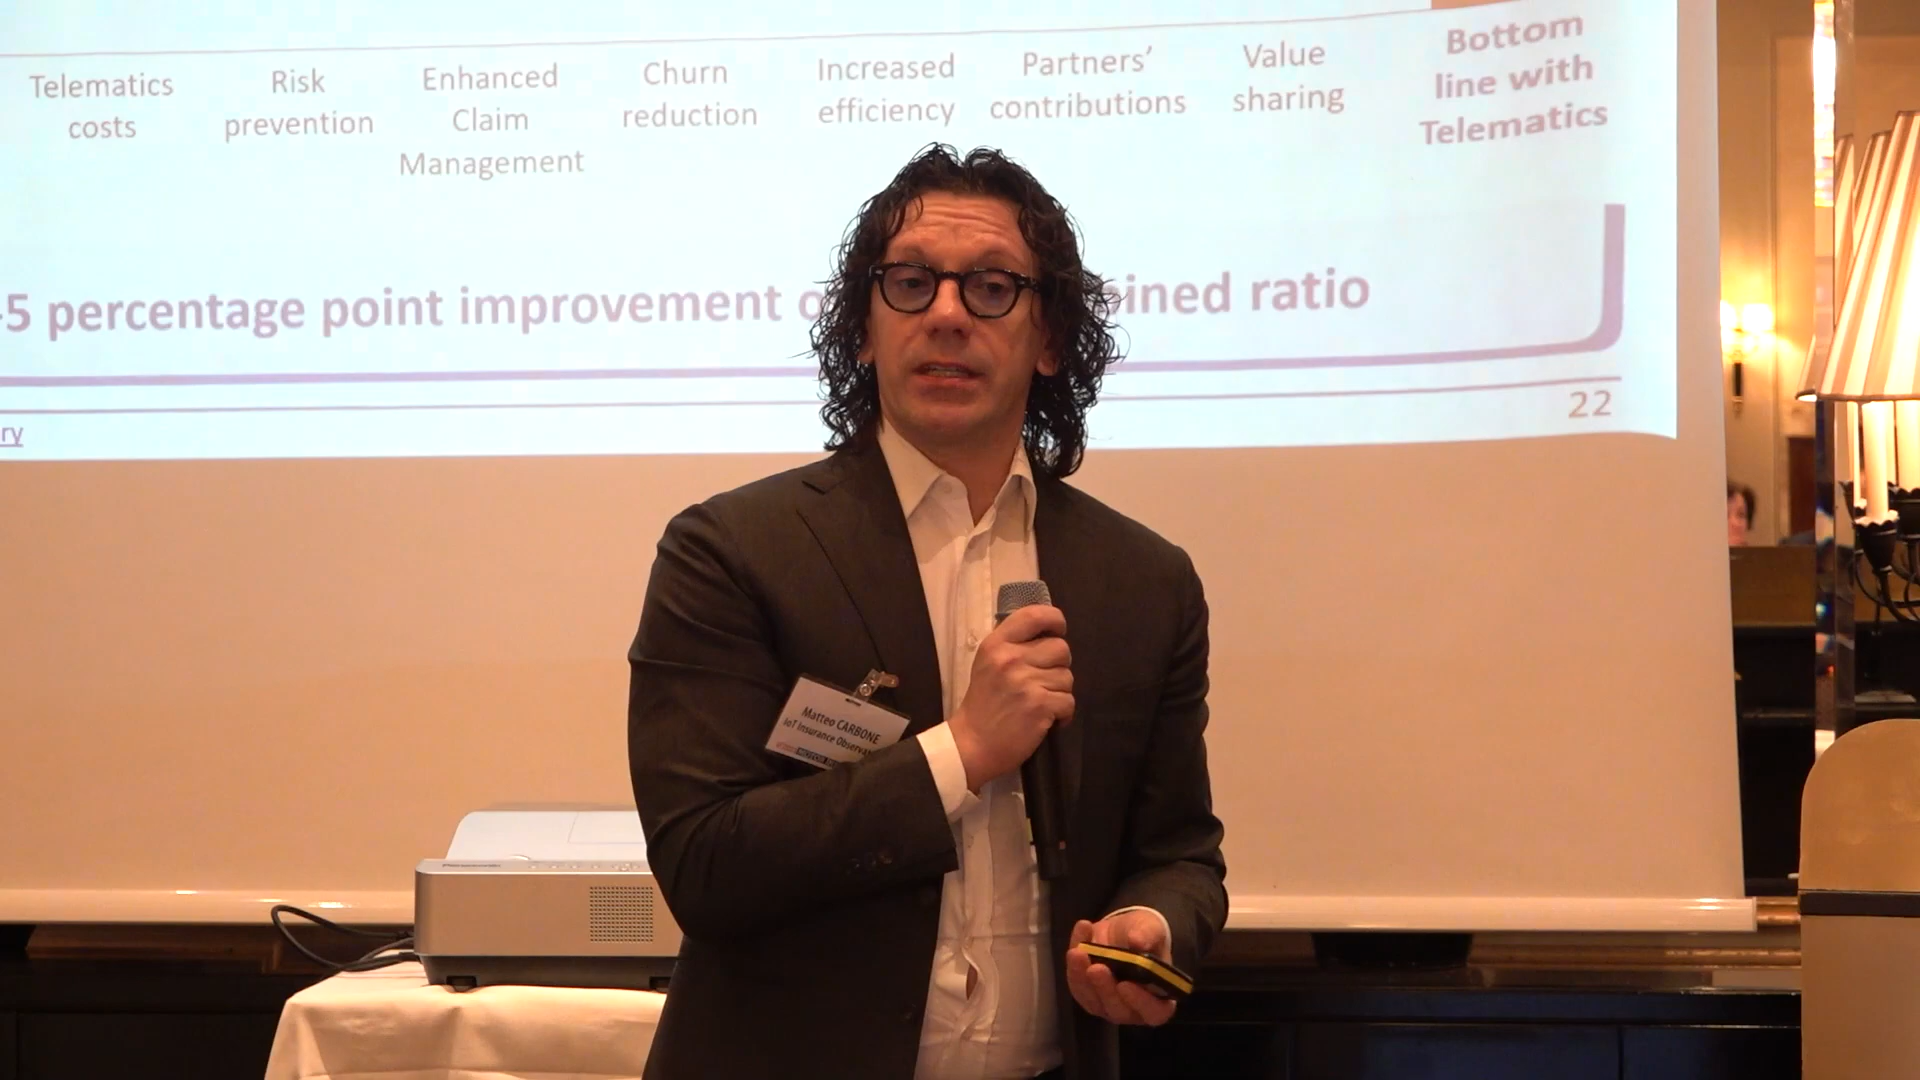 Telematics
costs
Risk
prevention
Enhanced
Claim
Management
Churn
reduction
Increased
efficiency
Partners’
contributions
Value
sharing
Bottom
line with
Telematics
-5 percentage point improvement ined ratio
22
ry
Matteo CARBONE
IoT Insurance
Panasonic